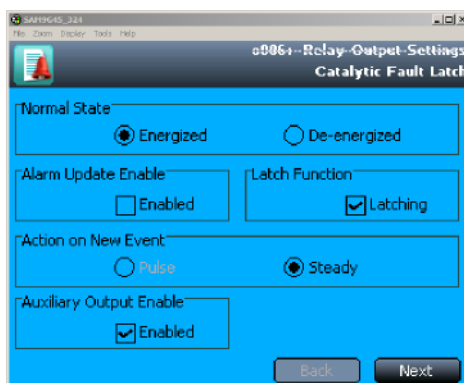 SAM9G45_324
File Zoom Display Tools Help
Relay Output Settings
Catalytic Fault Latch
Normal State
Energized
De-energized
Alarm Update Enable
Latch Function
Enabled
Latching
Action on New Event
Pulse
Steady
Auxiliary Output Enable
Enabled
Back
Next